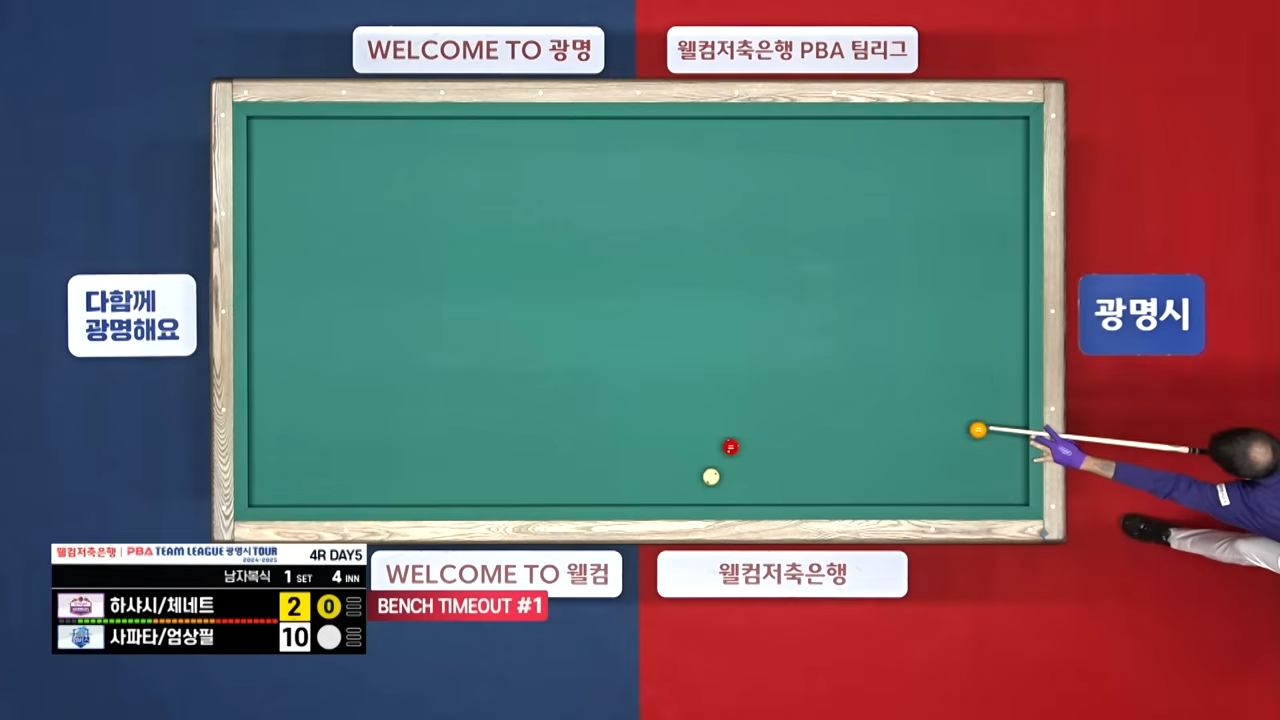 WELCOME TO 광명
웰컴저축은행 PBA 팀리그
다함께
광명해요
광명시
웰컴저축은행 | PBA TEAM LEAGUE 광명시 TOUR
2024-2025
4R DAY5
남자복식 1 SET 4 INN
하샤시/체네트 2 0
사파타/엄상필 10
BENCH TIMEOUT #1
WELCOME TO 웰컴
웰컴저축은행